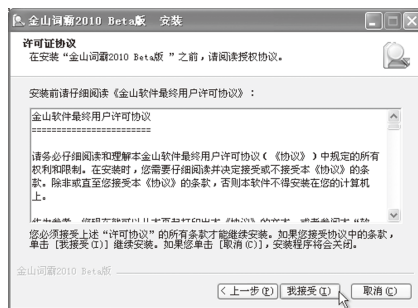 金山词霸2010 Beta版 安装
许可证协议
在安装“金山词霸2010 Beta版 ”之前，请阅读授权协议。
安装前请仔细阅读《金山软件最终用户许可协议》：
金山软件最终用户许可协议
========================
请务必仔细阅读和理解本金山软件最终用户许可协议（《协议》）中规定的所有
权利和限制。在安装时，您需要仔细阅读并决定接受或不接受本《协议》的条
款。除非或直至您接受本《协议》的条款，否则本软件不得安装在您的计算机
上。
您必须接受上述“许可协议”的所有条款才能继续安装。如果您接受协议中的条款，
单击 [我接受(I)] 继续安装。如果您单击 [取消(C)]，安装程序将会关闭。
金山词霸2010 Beta版
< 上一步(P)
我接受(I)
取消(C)